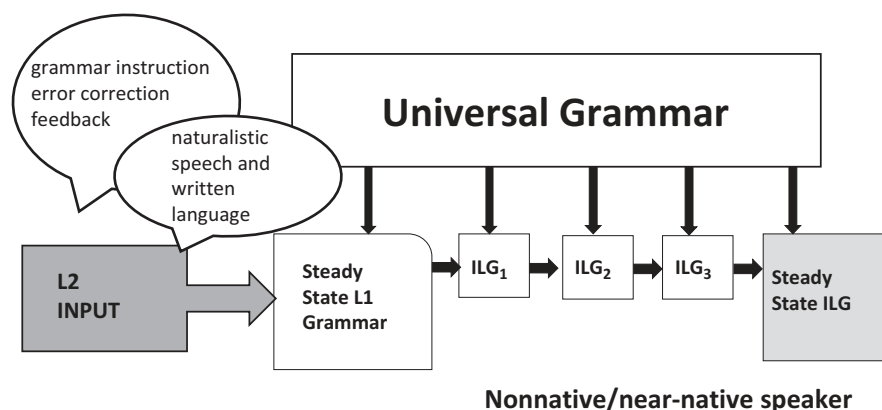 grammar instruction
error correction
feedback
naturalistic
speech and
written
language
Universal Grammar
L2
INPUT
Steady
State L1
Grammar
ILG₁
ILG₂
ILG₃
Steady
State ILG
Nonnative/near-native speaker